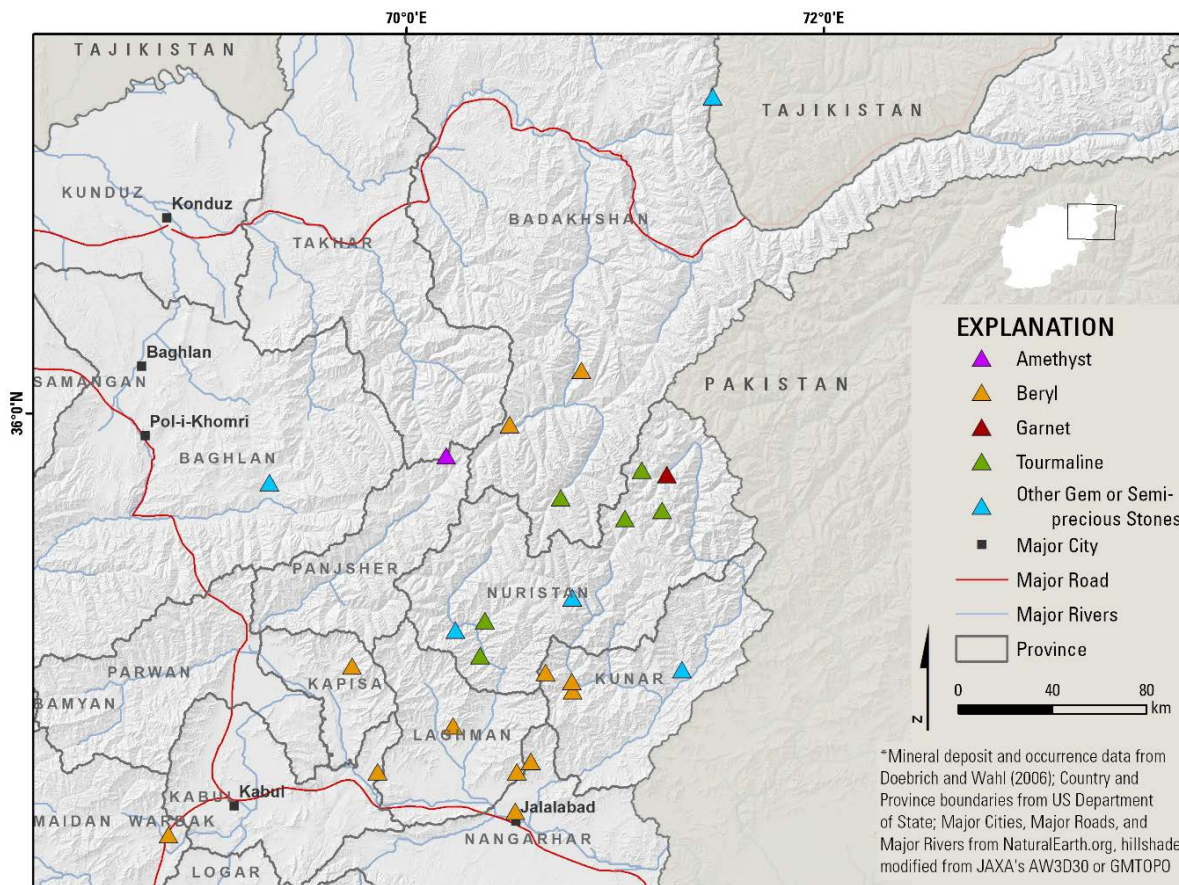 70°0'E
72°0'E
TAJIKISTAN
TAJIKISTAN
KUNDUZ
Konduz
TAKHAR
BADAKHSHAN
Baghlan
SAMANGAN
PAKISTAN
36°0'N
Pol-i-Khomri
BAGHLAN
PANJSHER
NURISTAN
PARWAN
KAPISA
KUNAR
BAMYAN
LAGHMAN
KABUL
Kabul
Jalalabad
MAIDAN WARDAK
NANGARHAR
LOGAR
EXPLANATION
Amethyst
Beryl
Garnet
Tourmaline
Other Gem or Semi-
precious Stones
Major City
Major Road
Major Rivers
Province
N
0 40 80
km
*Mineral deposit and occurrence data from
Doebrich and Wahl (2006); Country and
Province boundaries from US Department
of State; Major Cities, Major Roads, and
Major Rivers from NaturalEarth.org, hillshade
modified from JAXA's AW3D30 or GMTOPO